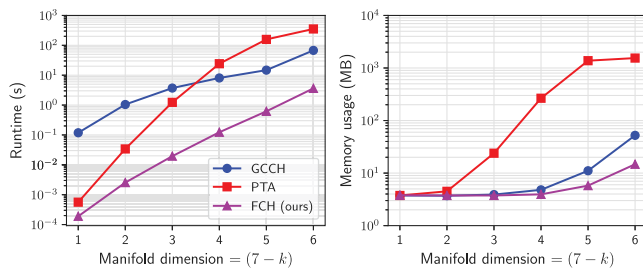 Runtime (s)
10³
10²
10¹
10⁰
10⁻¹
10⁻²
10⁻³
10⁻⁴
GCCH
PTA
FCH (ours)
1 2 3 4 5 6
Manifold dimension = (7 − k)
Memory usage (MB)
10⁴
10³
10²
10¹
10⁰
1 2 3 4 5 6
Manifold dimension = (7 − k)